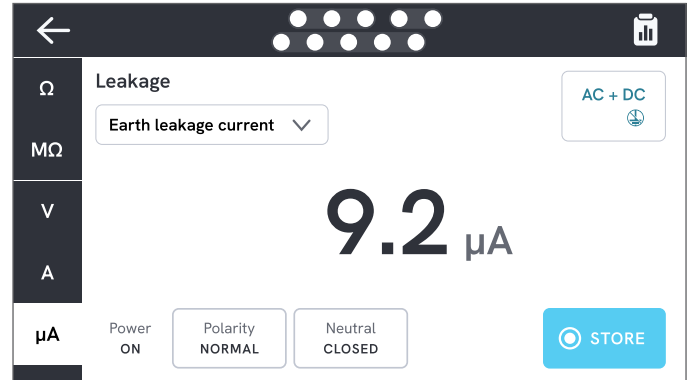 Leakage
AC + DC
Earth leakage current
Ω
MΩ
V
A
µA
9.2 µA
Power
ON
Polarity
NORMAL
Neutral
CLOSED
STORE